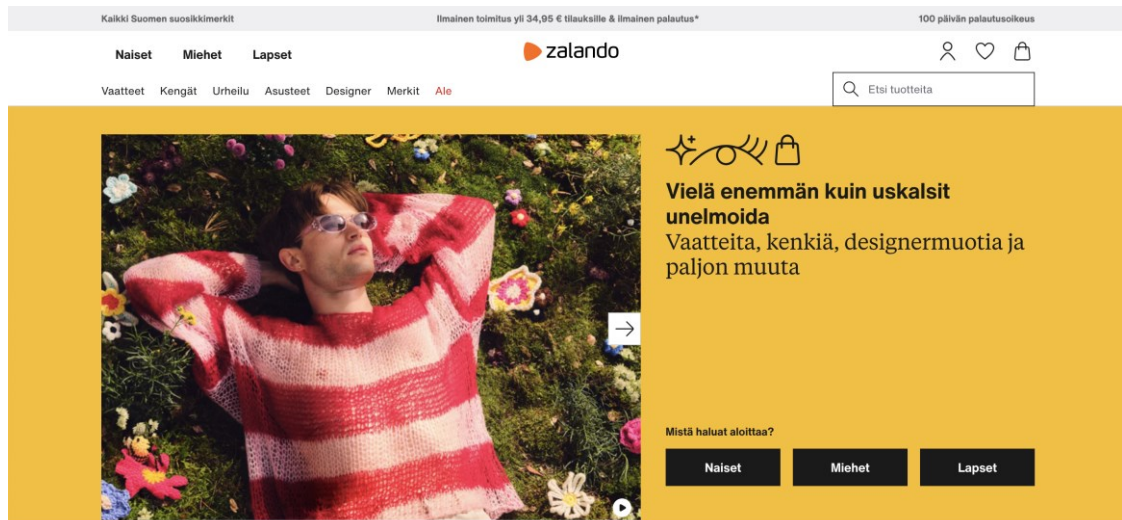 Kaikki Suomen suosikkimerkit
Ilmainen toimitus yli 34,95 € tilauksille & ilmainen palautus*
100 päivän palautusoikeus
Naiset
Miehet
Lapset
zalando
Vaatteet
Kengät
Urheilu
Asusteet
Designer
Merkit
Ale
Etsi tuotteita
Vielä enemmän kuin uskalsit
unelmoida
Vaatteita, kenkiä, designermuotia ja
paljon muuta
Mistä haluat aloittaa?
Naiset
Miehet
Lapset